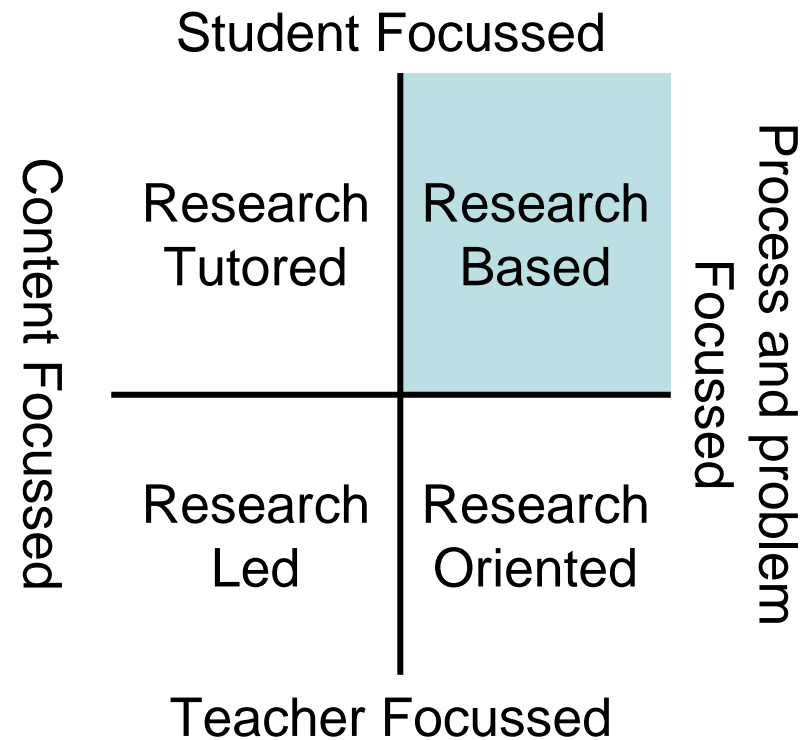 Student Focussed
Content Focussed
Research
Tutored
Research
Based
Process and problem
Focussed
Research
Led
Research
Oriented
Teacher Focussed